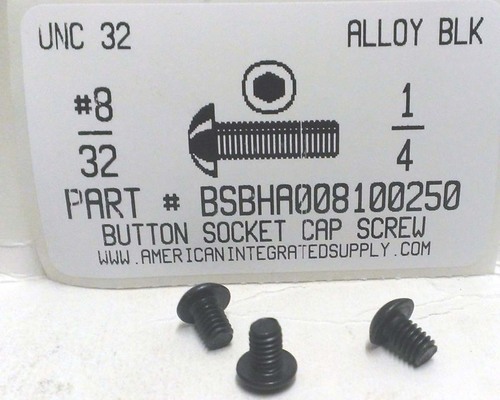 UNC 32 ALLOY BLK
#8 1
32 4
PART # BSBHA008100250
BUTTON SOCKET CAP SCREW
WWW.AMERICANINTEGRATEDSUPPLY.COM